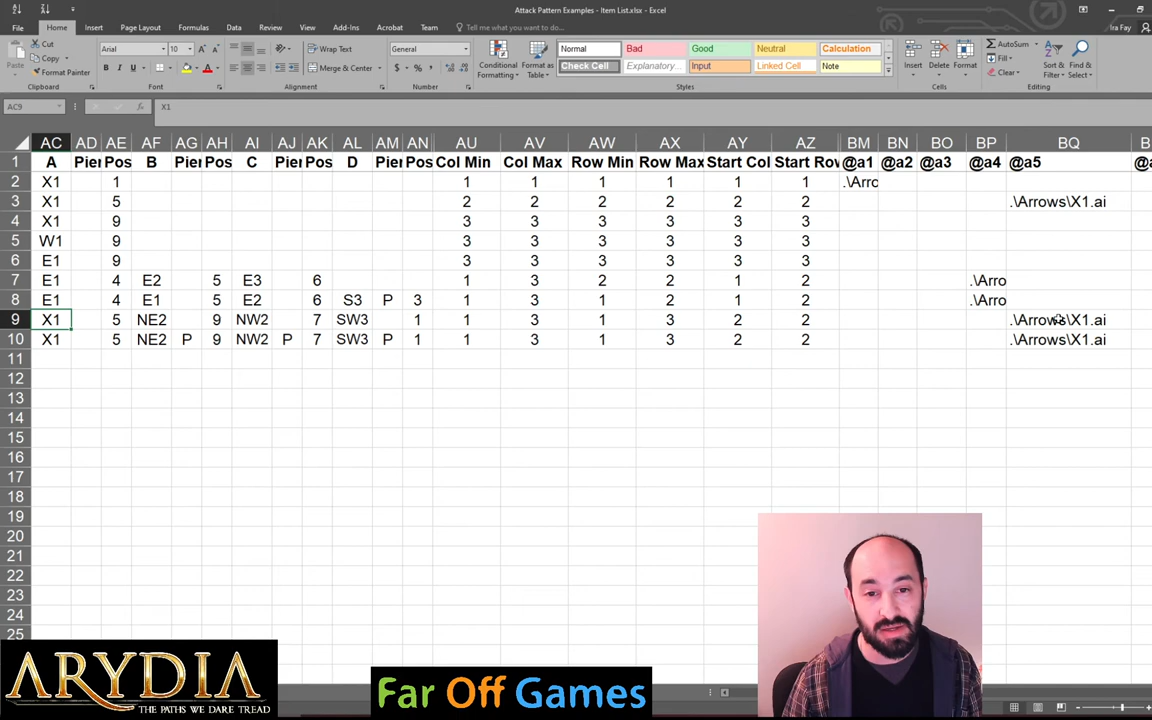 Attack Pattern Examples - Item List.xlsx - Excel
File Home Insert Page Layout Formulas Data Review View Add-Ins Acrobat Team Tell me what you want to do... Ira Fay
Cut Arial 10 Wrap Text General Normal Bad Good Neutral Calculation AutoSum
Copy Fill
Paste Format Painter B I U Merge & Center $ % Conditional Formatting Format as Table Check Cell Explanatory... Input Linked Cell Note Insert Delete Format Clear Sort & Filter Find & Select
Clipboard Font Alignment Number Styles Cells Editing
AC9 fx X1
AC AD AE AF AG AH AI AJ AK AL AM AN AU AV AW AX AY AZ BM BN BO BP BQ B
1 A Pier Pos B Pier Pos C Pier Pos D Pier Pos Col Min Col Max Row Min Row Max Start Col Start Row @a1 @a2 @a3 @a4 @a5 @a
2 X1 1 1 1 1 1 1 1 .\Arro
3 X1 5 2 2 2 2 2 2 .\Arrows\X1.ai
4 X1 9 3 3 3 3 3 3
5 W1 9 3 3 3 3 3 3
6 E1 9 3 3 3 3 3 3
7 E1 4 E2 5 E3 6 1 3 2 2 1 2 .\Arro
8 E1 4 E1 5 E2 6 S3 P 3 1 3 1 2 1 2 .\Arro
9 X1 5 NE2 9 NW2 7 SW3 1 1 3 1 3 2 2 .\Arrows\X1.ai
10 X1 5 NE2 P 9 NW2 P 7 SW3 P 1 1 3 1 3 2 2 .\Arrows\X1.ai
11
12
13
14
15
16
17
18
19
20
21
22
23
24
25
ARYDIA
THE PATHS WE DARE TREAD
Far Off Games